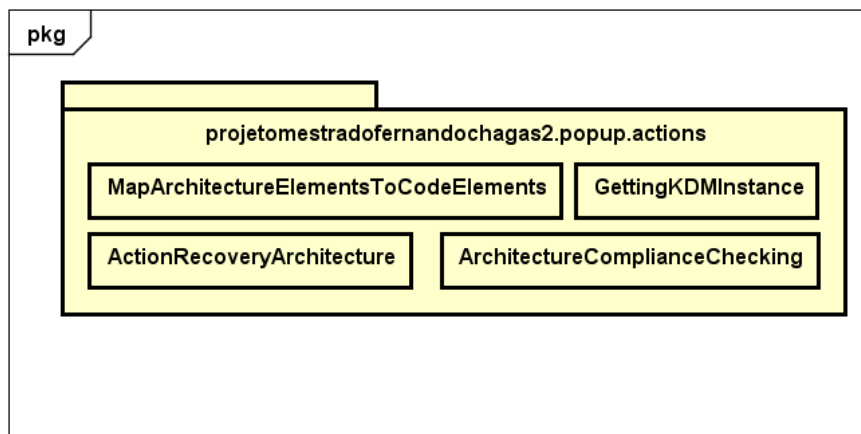 pkg
projetomestradofernandochagas2.popup.actions
MapArchitectureElementsToCodeElements GettingKDMInstance
ActionRecoveryArchitecture ArchitectureComplianceChecking